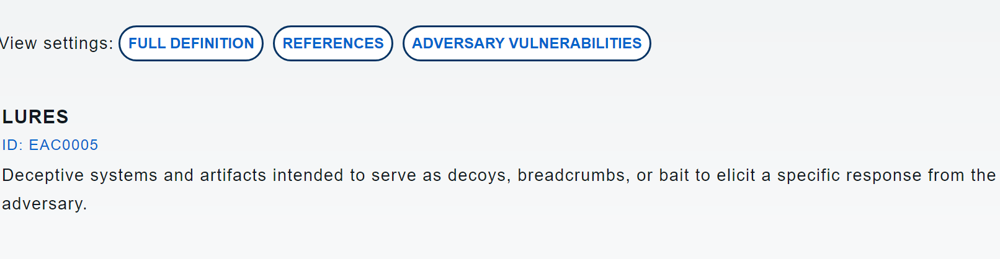 View settings: FULL DEFINITION REFERENCES ADVERSARY VULNERABILITIES
LURES
ID: EAC0005
Deceptive systems and artifacts intended to serve as decoys, breadcrumbs, or bait to elicit a specific response from the
adversary.